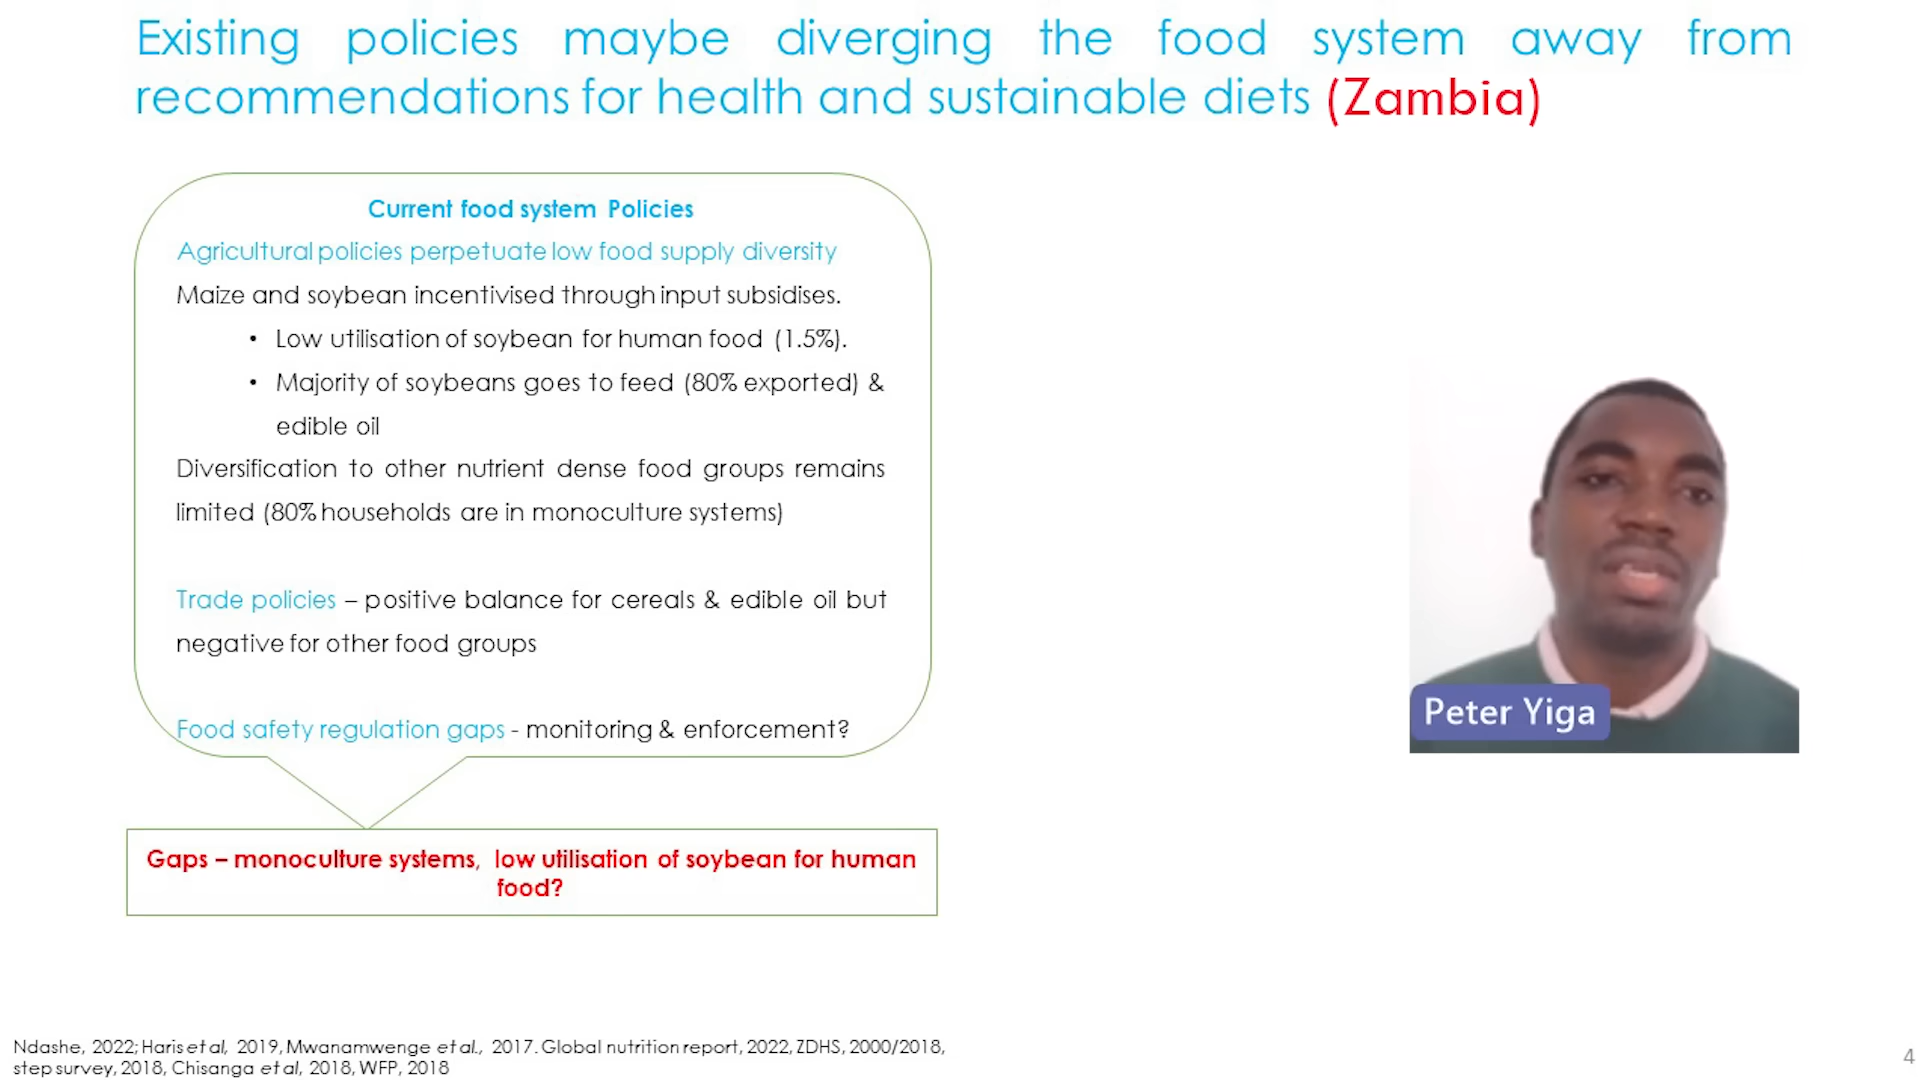 Existing policies maybe diverging the food system away from
recommendations for health and sustainable diets (Zambia)
Current food system Policies
Agricultural policies perpetuate low food supply diversity
Maize and soybean incentivised through input subsidises.
• Low utilisation of soybean for human food (1.5%).
• Majority of soybeans goes to feed (80% exported) &
edible oil
Diversification to other nutrient dense food groups remains
limited (80% households are in monoculture systems)
Trade policies – positive balance for cereals & edible oil but
negative for other food groups
Food safety regulation gaps - monitoring & enforcement?
Gaps – monoculture systems, low utilisation of soybean for human
food?
Peter Yiga
Ndashe, 2022; Haris et al, 2019, Mwanamwenge et al., 2017. Global nutrition report, 2022, ZDHS, 2000/2018,
step survey, 2018, Chisanga et al, 2018, WFP, 2018
4